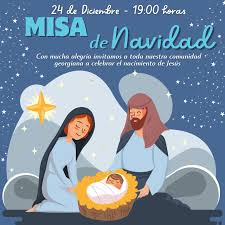 24 de Diciembre - 19:00 horas
MISA
de Navidad
Con mucha alegría invitamos a toda nuestra comunidad
georgiana a celebrar el nacimiento de Jesús